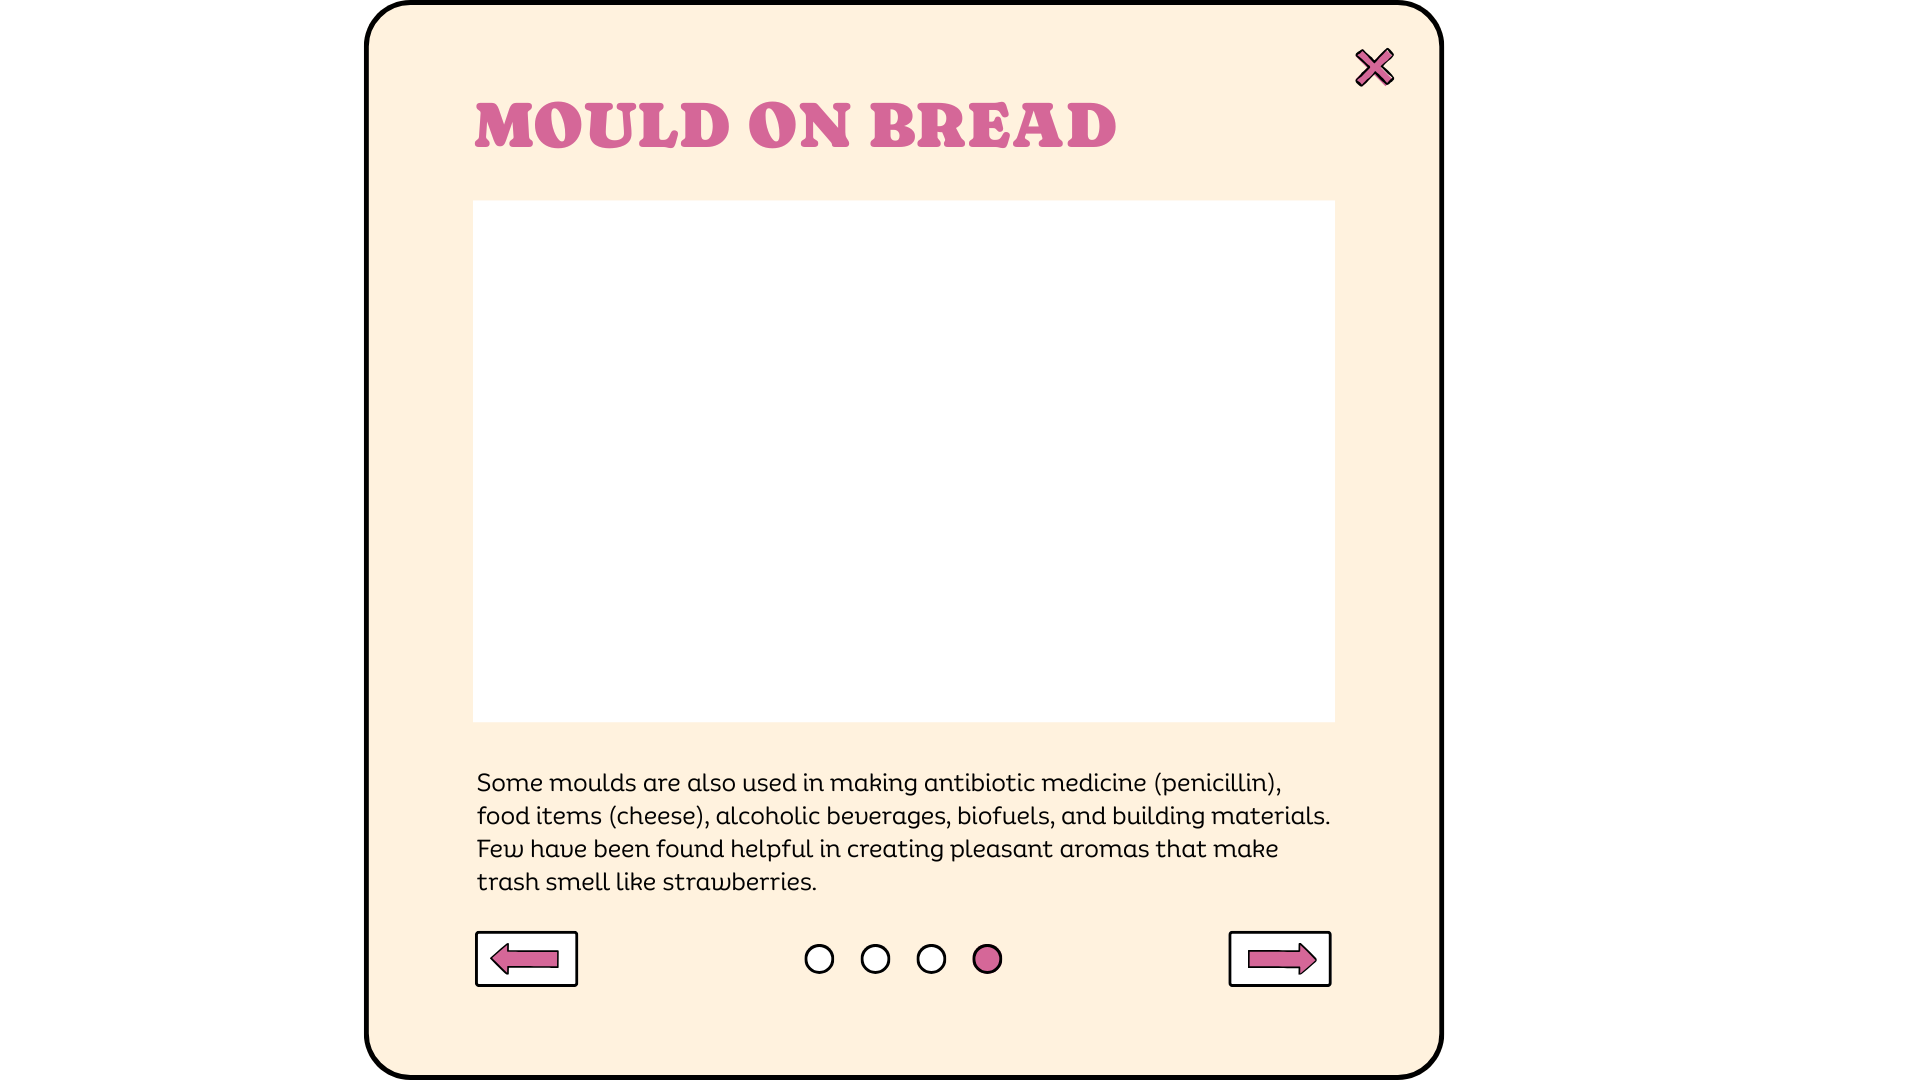 MOULD ON BREAD
Some moulds are also used in making antibiotic medicine (penicillin),
food items (cheese), alcoholic beverages, biofuels, and building materials.
Few have been found helpful in creating pleasant aromas that make
trash smell like strawberries.